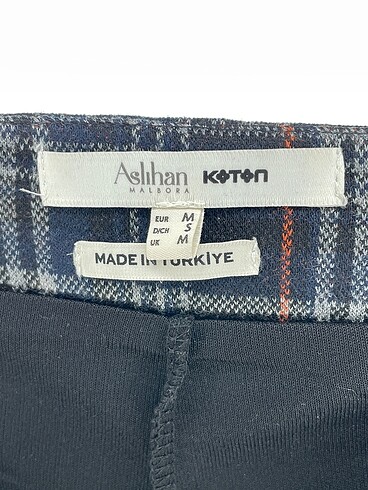 Aslıhan KOTON
MALBORA
EUR M
D/CH S
UK M
MADE IN TÜRKİYE